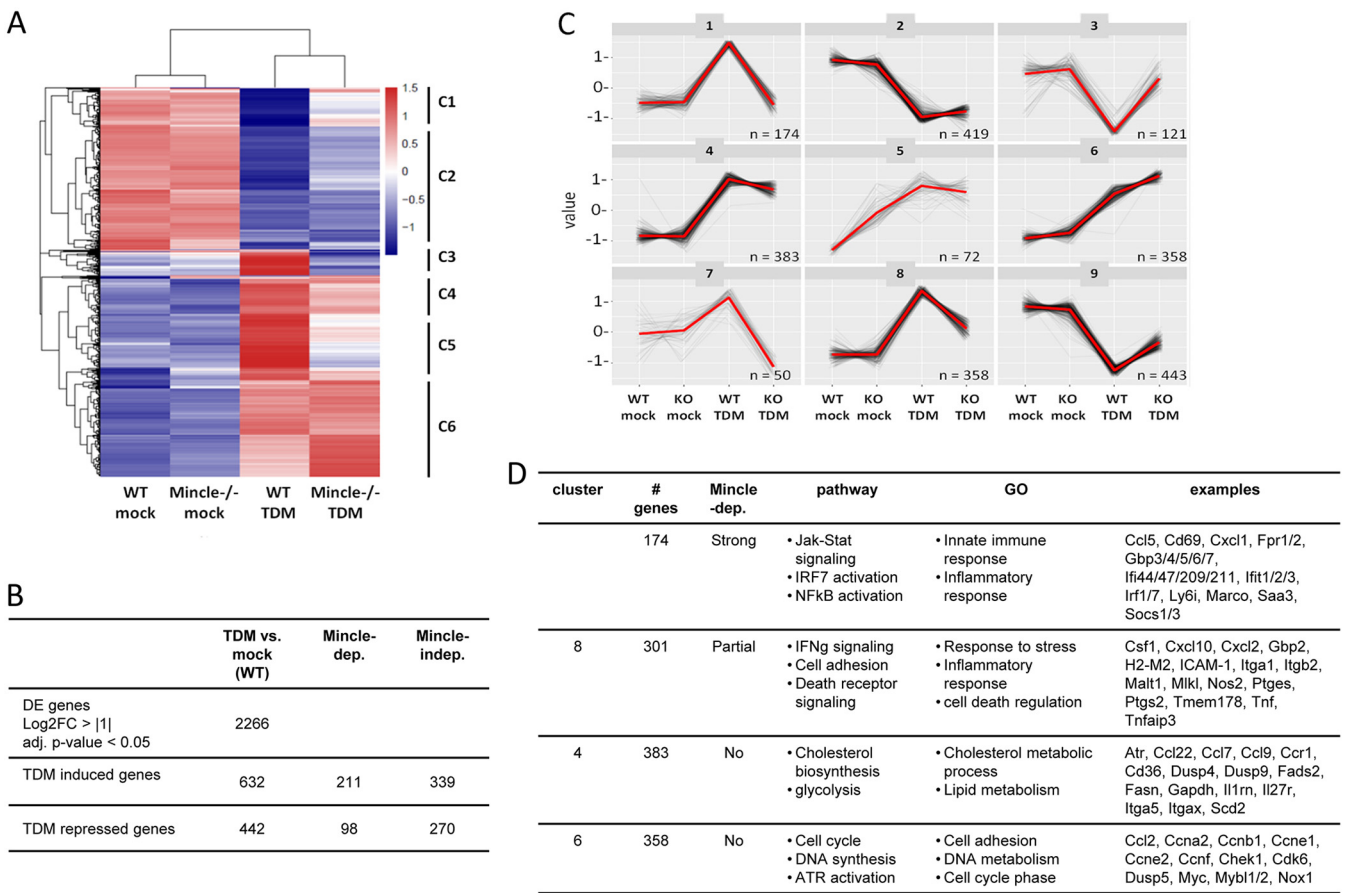 A
1.5
1
0.5
0
−0.5
−1
C1
C2
C3
C4
C5
C6
WT
mock
Mincle-/-
mock
WT
TDM
Mincle-/-
TDM
B
TDM vs.
mock
(WT)
Mincle-
dep.
Mincle-
indep.
DE genes
Log2FC > |1|
adj. p-value < 0.05
2266
TDM induced genes
632 211 339
TDM repressed genes
442 98 270
C
1 2 3
1-
0-
-1-
n = 174 n = 419 n = 121
4 5 6
value
1-
0-
-1-
n = 383 n = 72 n = 358
7 8 9
1-
0-
-1-
n = 50 n = 358 n = 443
WT KO WT KO WT KO WT KO WT KO WT KO
mock mock TDM TDM mock mock TDM TDM mock mock TDM TDM
D
cluster
#
genes
Mincle
-dep.
pathway
GO
examples
174
Strong
• Jak-Stat
signaling
• IRF7 activation
• NFkB activation
• Innate immune
response
• Inflammatory
response
Ccl5, Cd69, Cxcl1, Fpr1/2,
Gbp3/4/5/6/7,
Ifi44/47/209/211, Ifit1/2/3,
Irf1/7, Ly6i, Marco, Saa3,
Socs1/3
8
301
Partial
• IFNg signaling
• Cell adhesion
• Death receptor
signaling
• Response to stress
• Inflammatory
response
• cell death regulation
Csf1, Cxcl10, Cxcl2, Gbp2,
H2-M2, ICAM-1, Itga1, Itgb2,
Malt1, Mlkl, Nos2, Ptges,
Ptgs2, Tmem178, Tnf,
Tnfaip3
4
383
No
• Cholesterol
biosynthesis
• glycolysis
• Cholesterol metabolic
process
• Lipid metabolism
Atr, Ccl22, Ccl7, Ccl9, Ccr1,
Cd36, Dusp4, Dusp9, Fads2,
Fasn, Gapdh, Il1rn, Il27r,
Itga5, Itgax, Scd2
6
358
No
• Cell cycle
• DNA synthesis
• ATR activation
• Cell adhesion
• DNA metabolism
• Cell cycle phase
Ccl2, Ccna2, Ccnb1, Ccne1,
Ccne2, Ccnf, Chek1, Cdk6,
Dusp5, Myc, Mybl1/2, Nox1